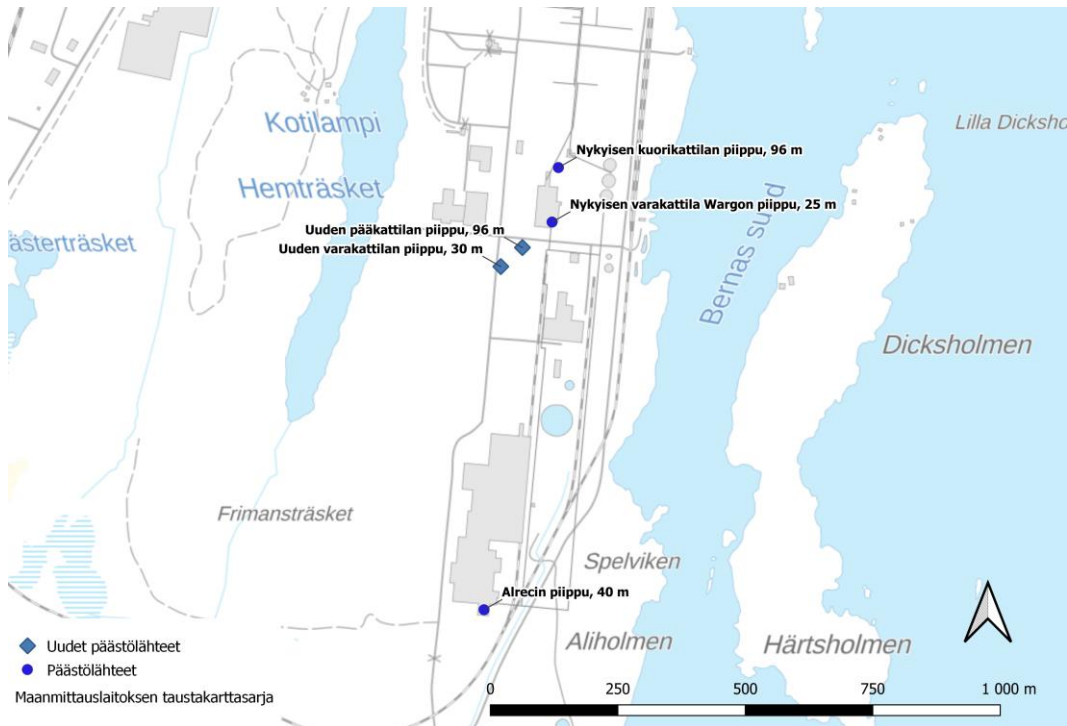 Kotilampi
Hemträsket
ästerträsket
Nykyisen kuorikattilan piippu, 96 m
Nykyisen varakattila Wargon piippu, 25 m
Uuden pääkattilan piippu, 96 m
Uuden varakattilan piippu, 30 m
Lilla Dicksho
Bernas sund
Dicksholmen
Frimansträsket
Spelviken
Alrecin piippu, 40 m
Aliholmen
Härtsholmen
Uudet päästölähteet
Päästölähteet
Maanmittauslaitoksen taustakarttasarja
0 250 500 750 1 000 m